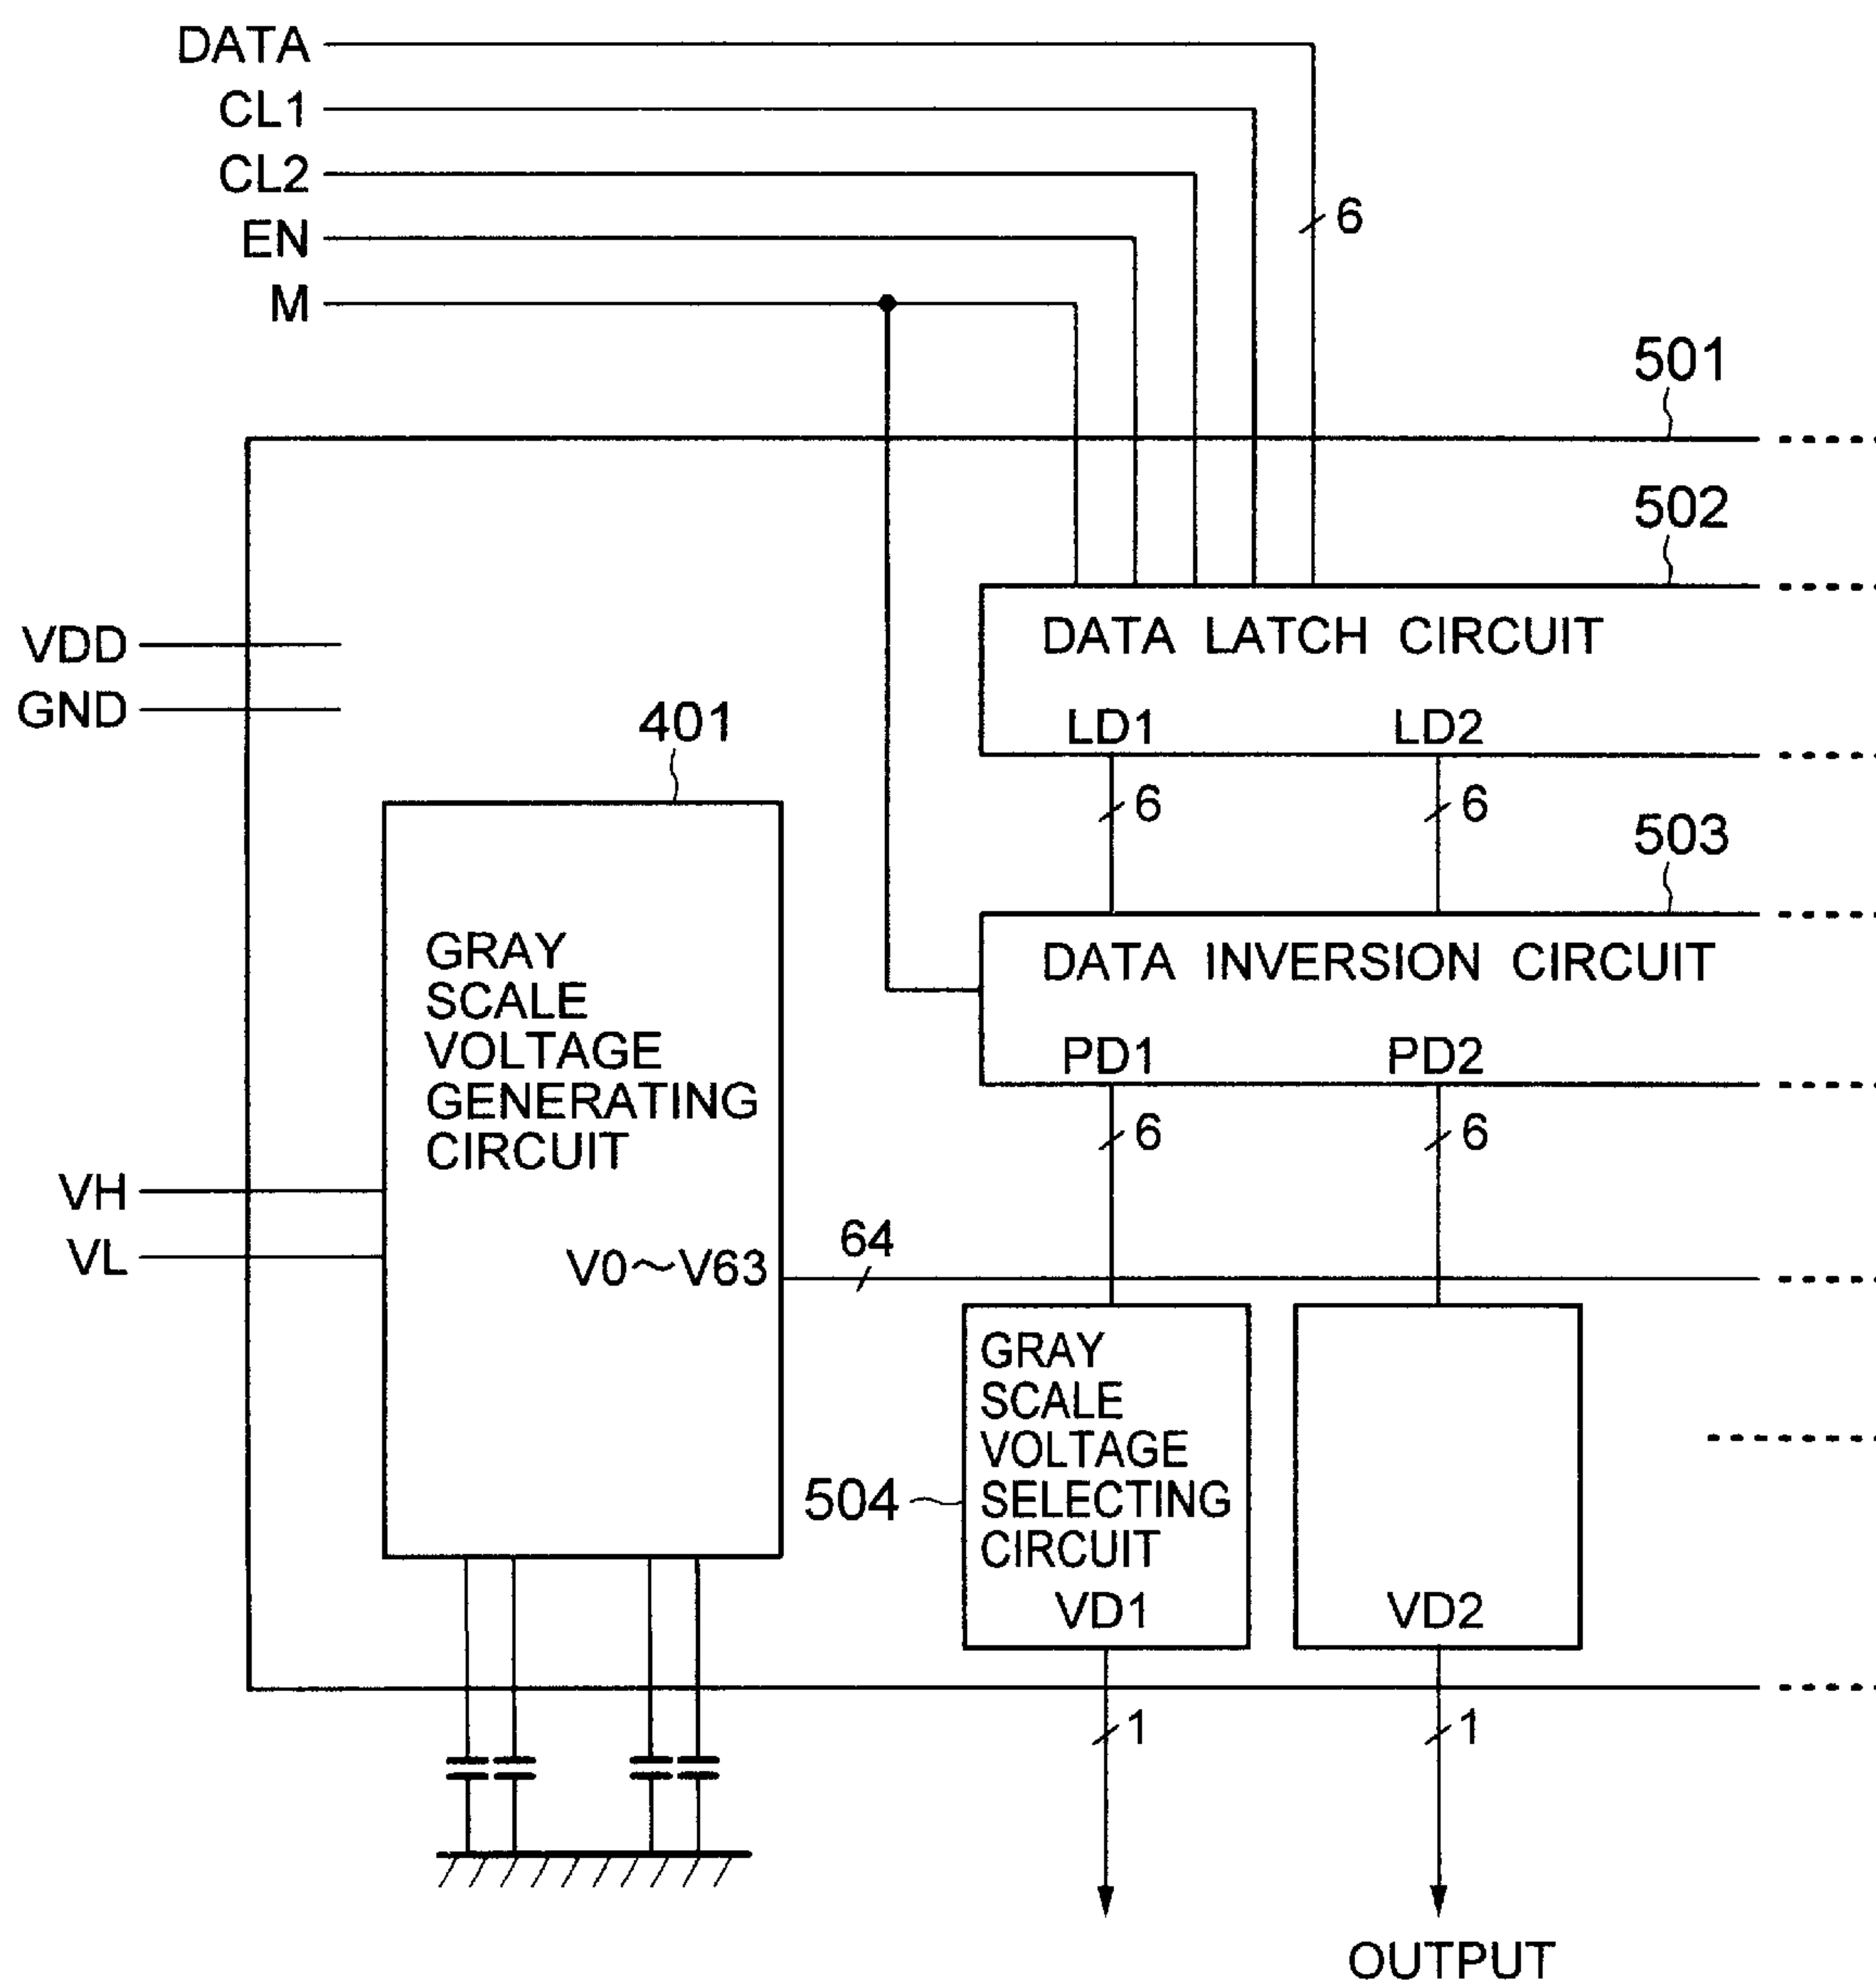 DATA
CL1
CL2
6
EN
M
501
502
DATA LATCH CIRCUIT
VDD
GND
401
LD1
LD2
6
6
503
GRAY
SCALE
VOLTAGE
GENERATING
CIRCUIT
DATA INVERSION CIRCUIT
PD1
PD2
6
6
VH
VL
V0~V63
64
GRAY
SCALE
VOLTAGE
SELECTING
CIRCUIT
504
VD1
VD2
1
1
OUTPUT